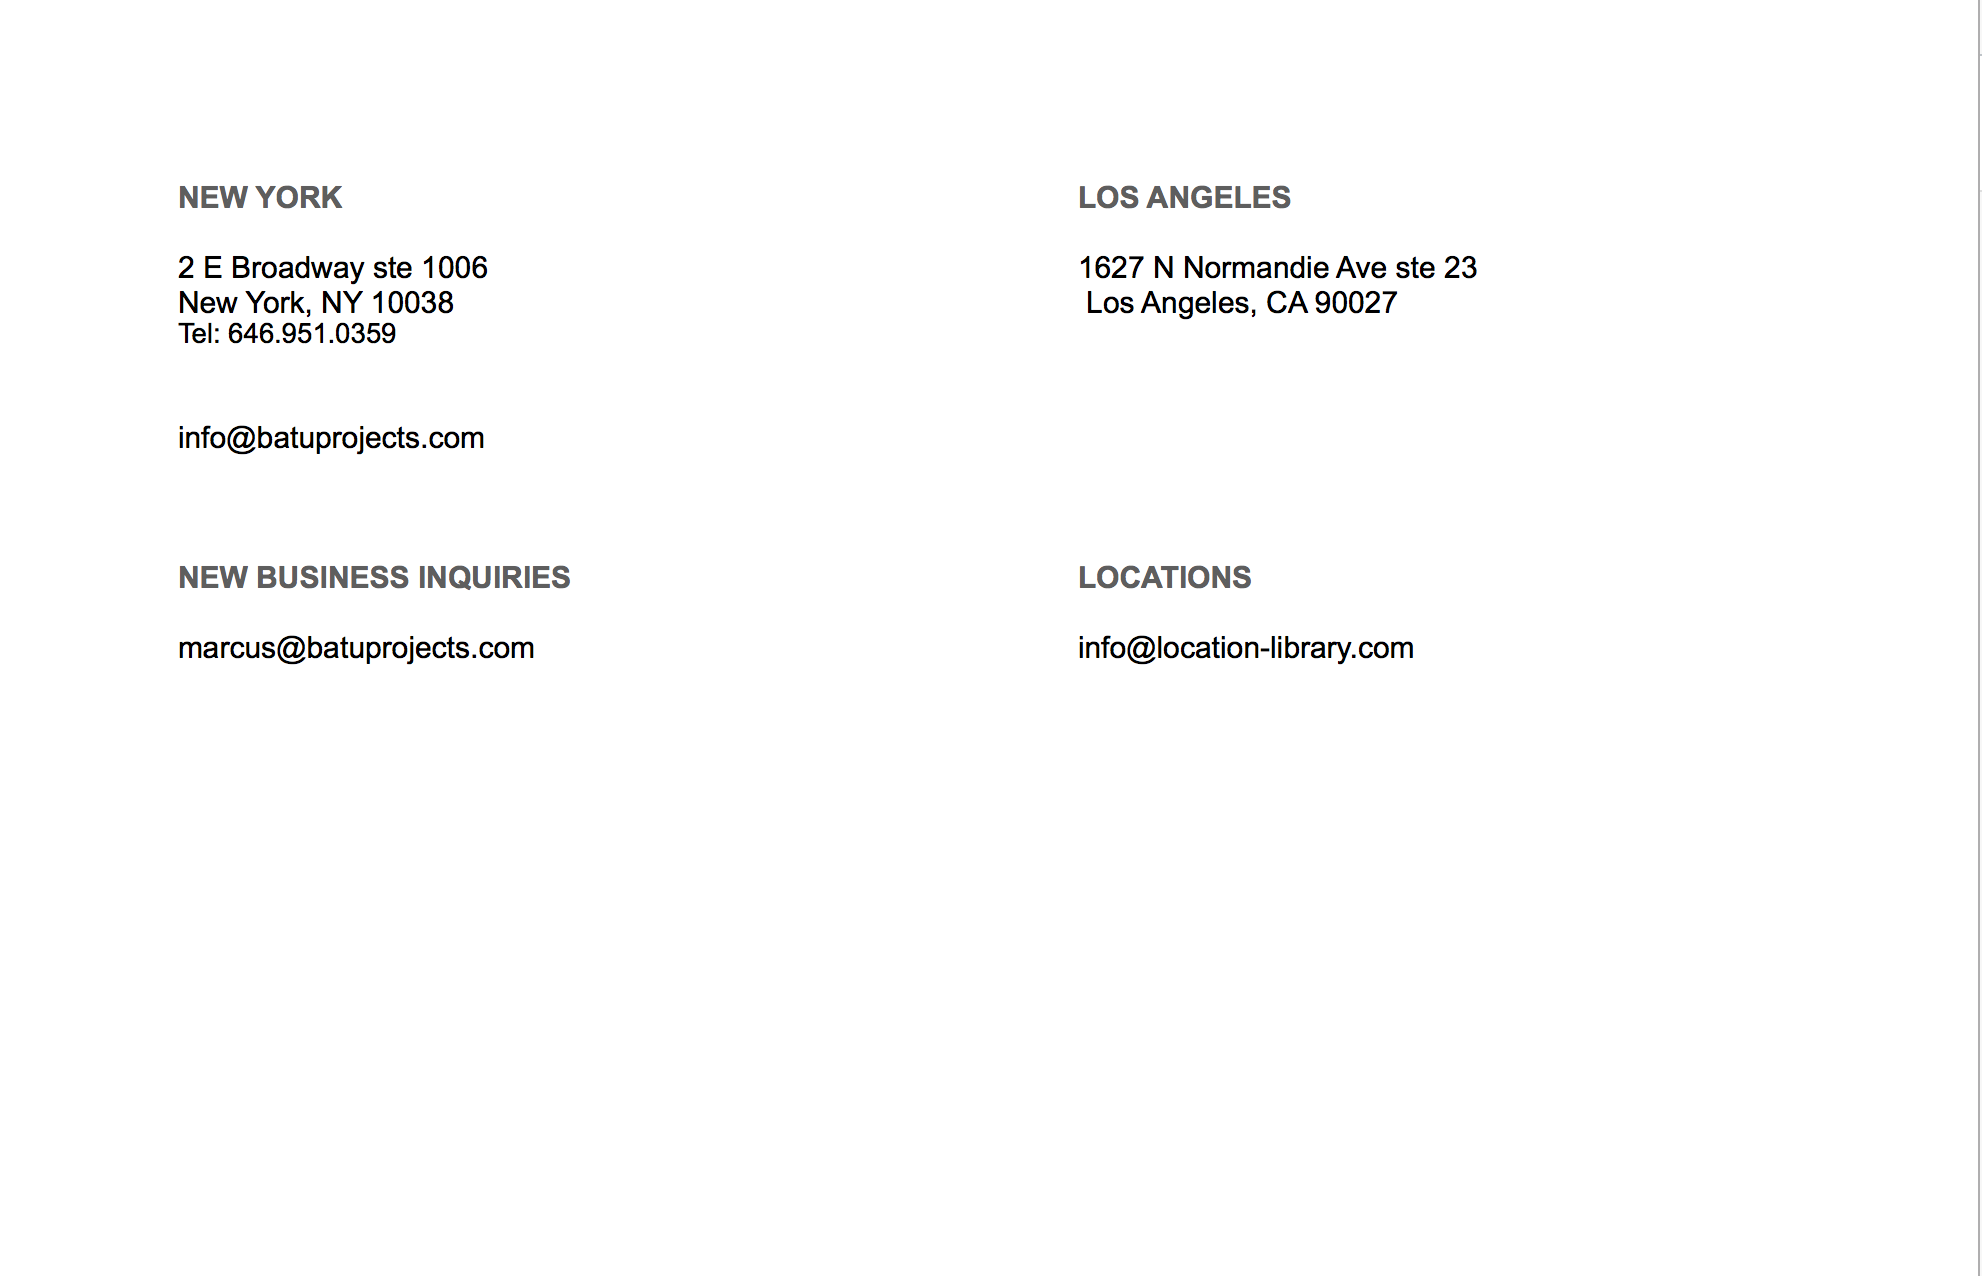 NEW YORK
2 E Broadway ste 1006
New York, NY 10038
Tel: 646.951.0359
info@batuprojects.com
LOS ANGELES
1627 N Normandie Ave ste 23
Los Angeles, CA 90027
NEW BUSINESS INQUIRIES
marcus@batuprojects.com
LOCATIONS
info@location-library.com